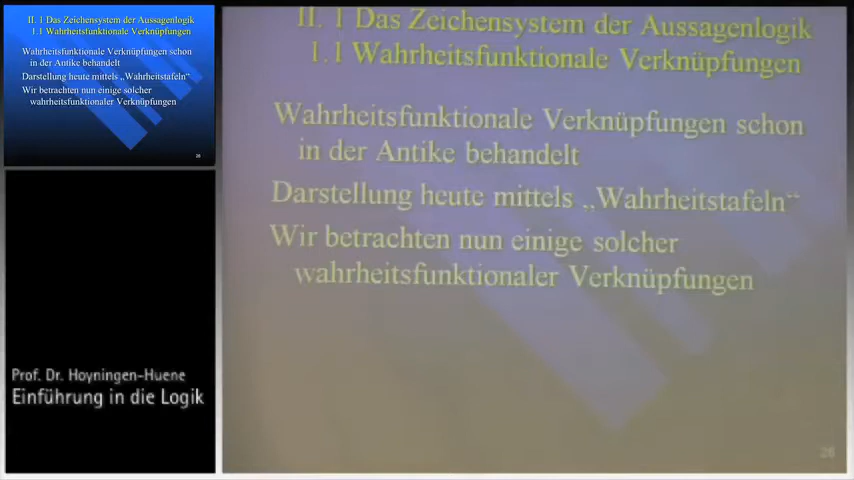 II. 1 Das Zeichensystem der Aussagenlogik
1.1 Wahrheitsfunktionale Verknüpfungen
Wahrheitsfunktionale Verknüpfungen schon
in der Antike behandelt
Darstellung heute mittels „Wahrheitstafeln“
Wir betrachten nun einige solcher
wahrheitsfunktionaler Verknüpfungen
26
Prof. Dr. Hoyningen-Huene
Einführung in die Logik
II. 1 Das Zeichensystem der Aussagenlogik
1.1 Wahrheitsfunktionale Verknüpfungen
Wahrheitsfunktionale Verknüpfungen schon
in der Antike behandelt
Darstellung heute mittels „Wahrheitstafeln“
Wir betrachten nun einige solcher
wahrheitsfunktionaler Verknüpfungen
26